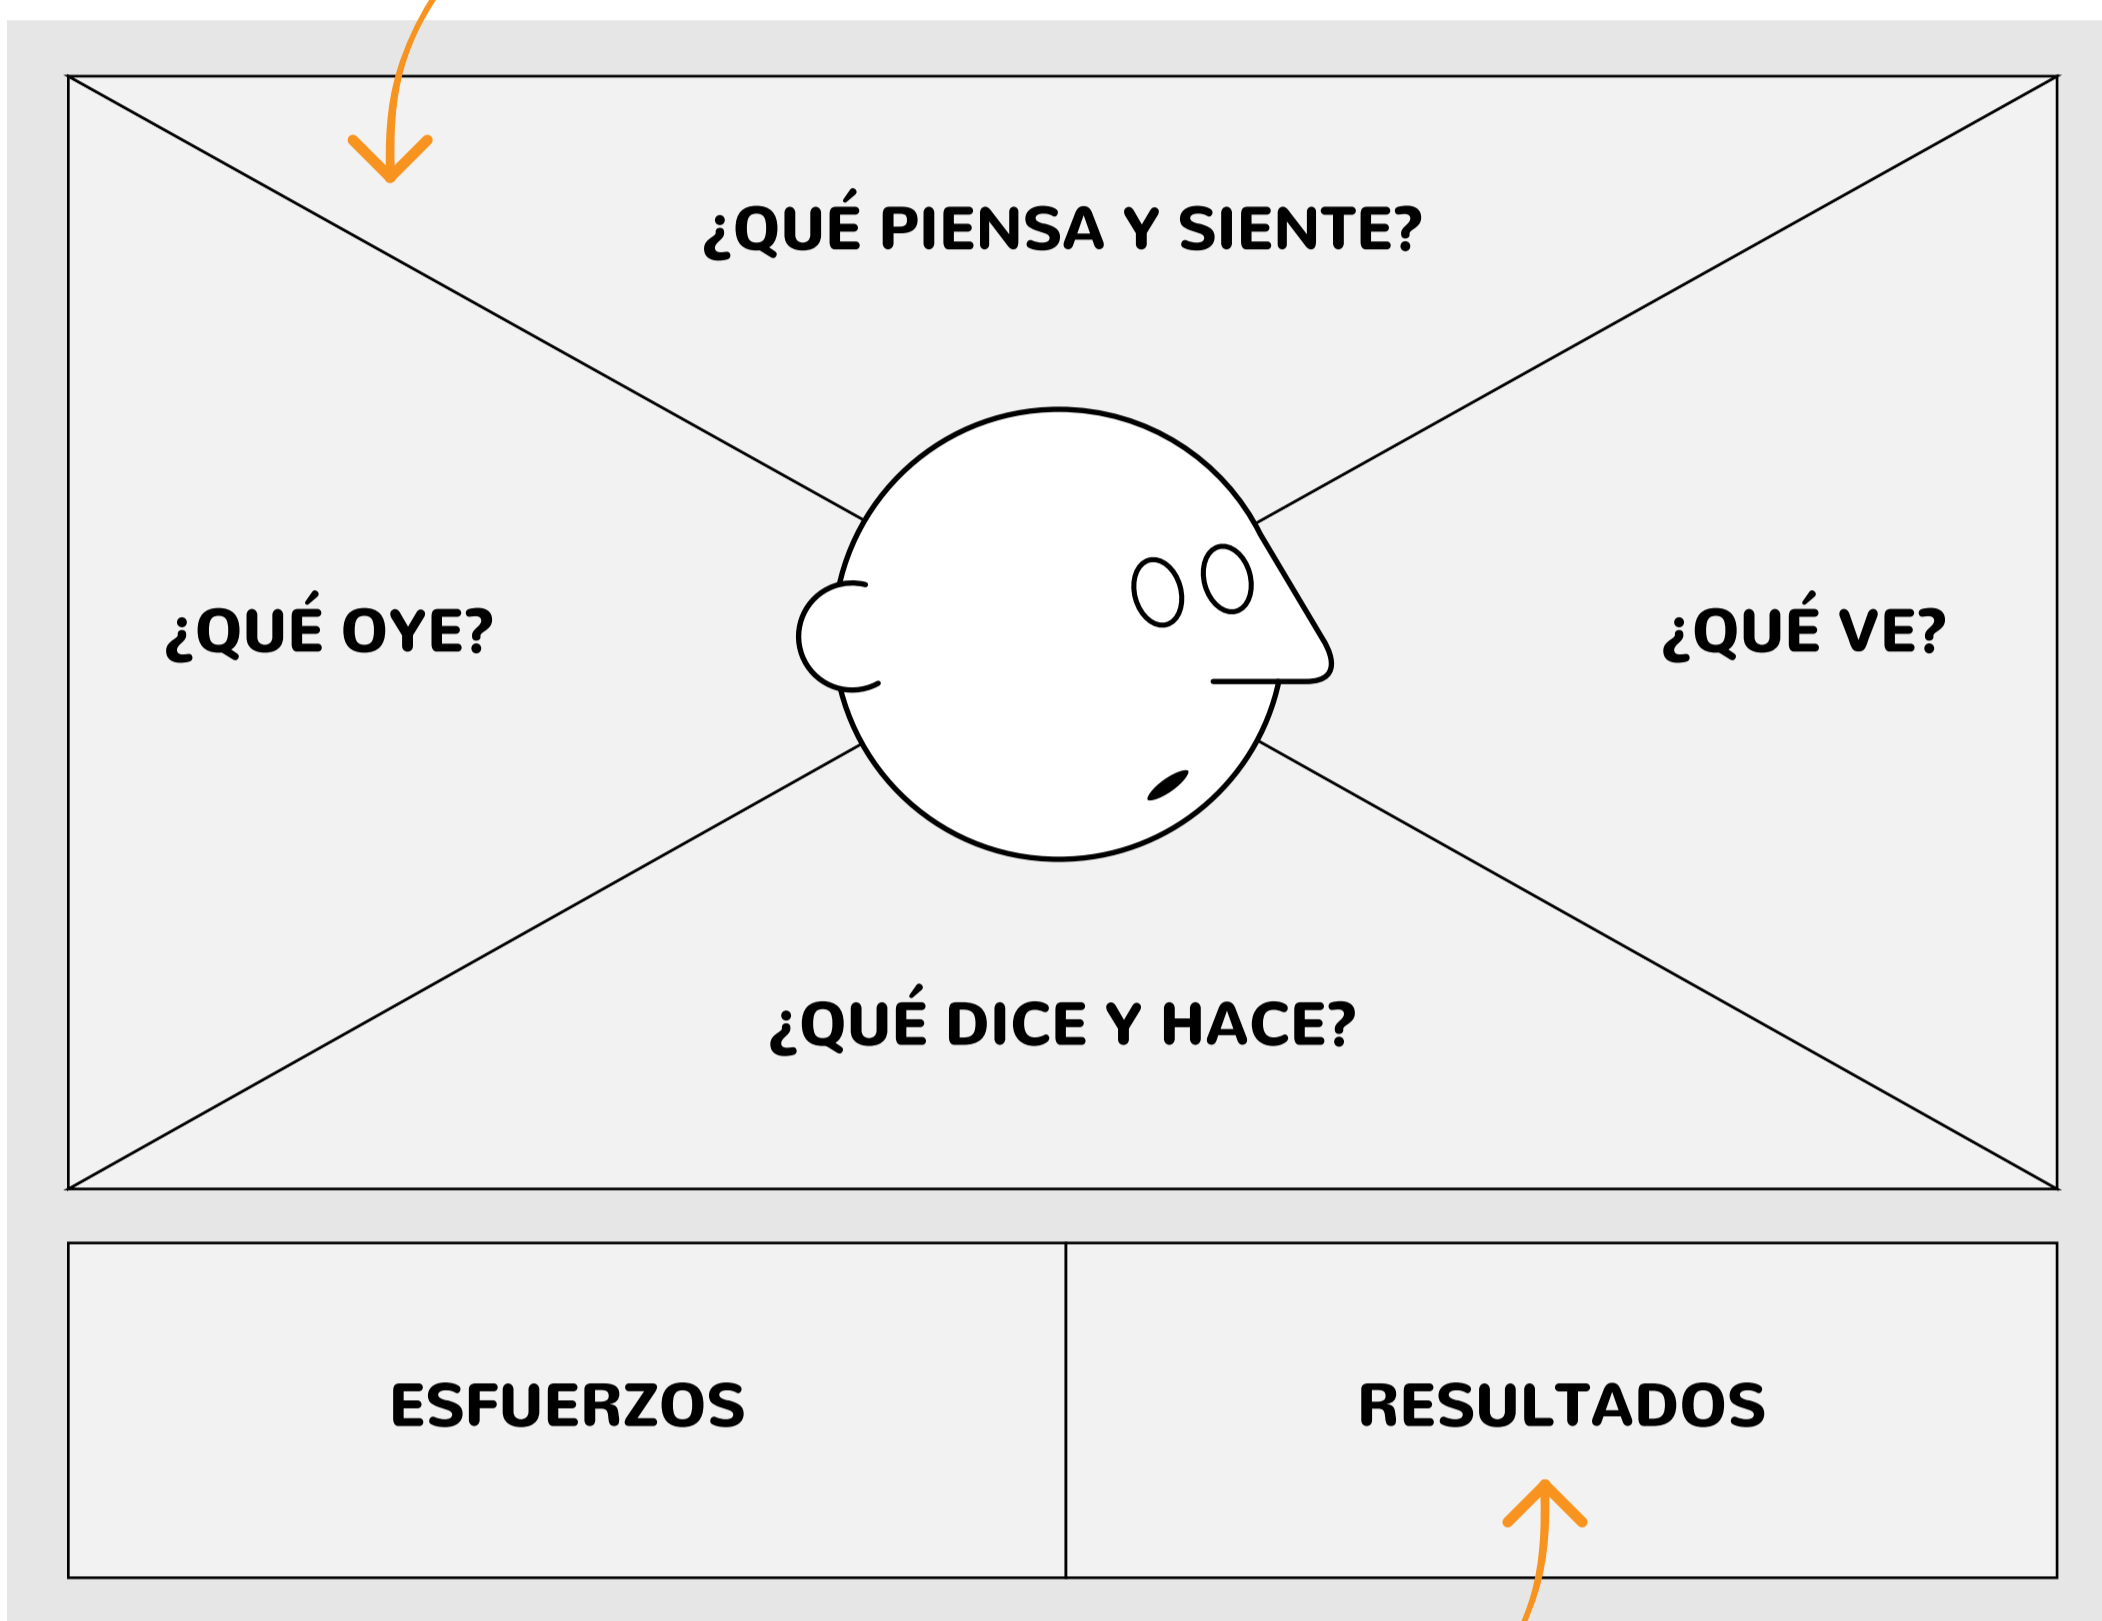 ¿QUÉ PIENSA Y SIENTE?
¿QUÉ OYE?
¿QUÉ VE?
¿QUÉ DICE Y HACE?
ESFUERZOS
RESULTADOS